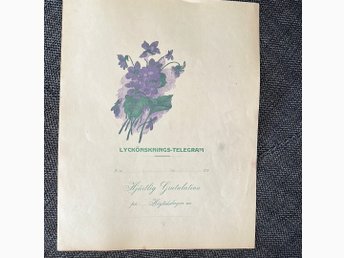 LYCKÖNSKNINGS-TELEGRAM
Hjärtlig Gratulation
på Högtidsdagen